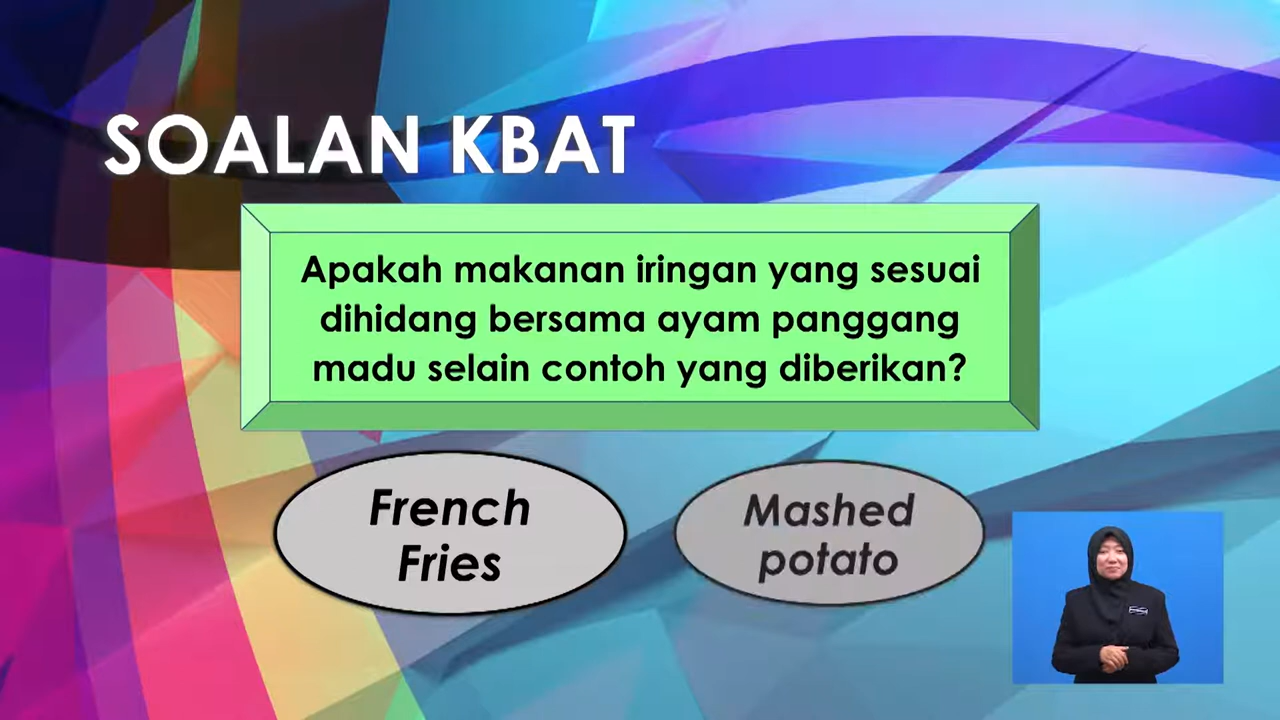 SOALAN KBAT
Apakah makanan iringan yang sesuai
dihidang bersama ayam panggang
madu selain contoh yang diberikan?
French
Fries
Mashed
potato